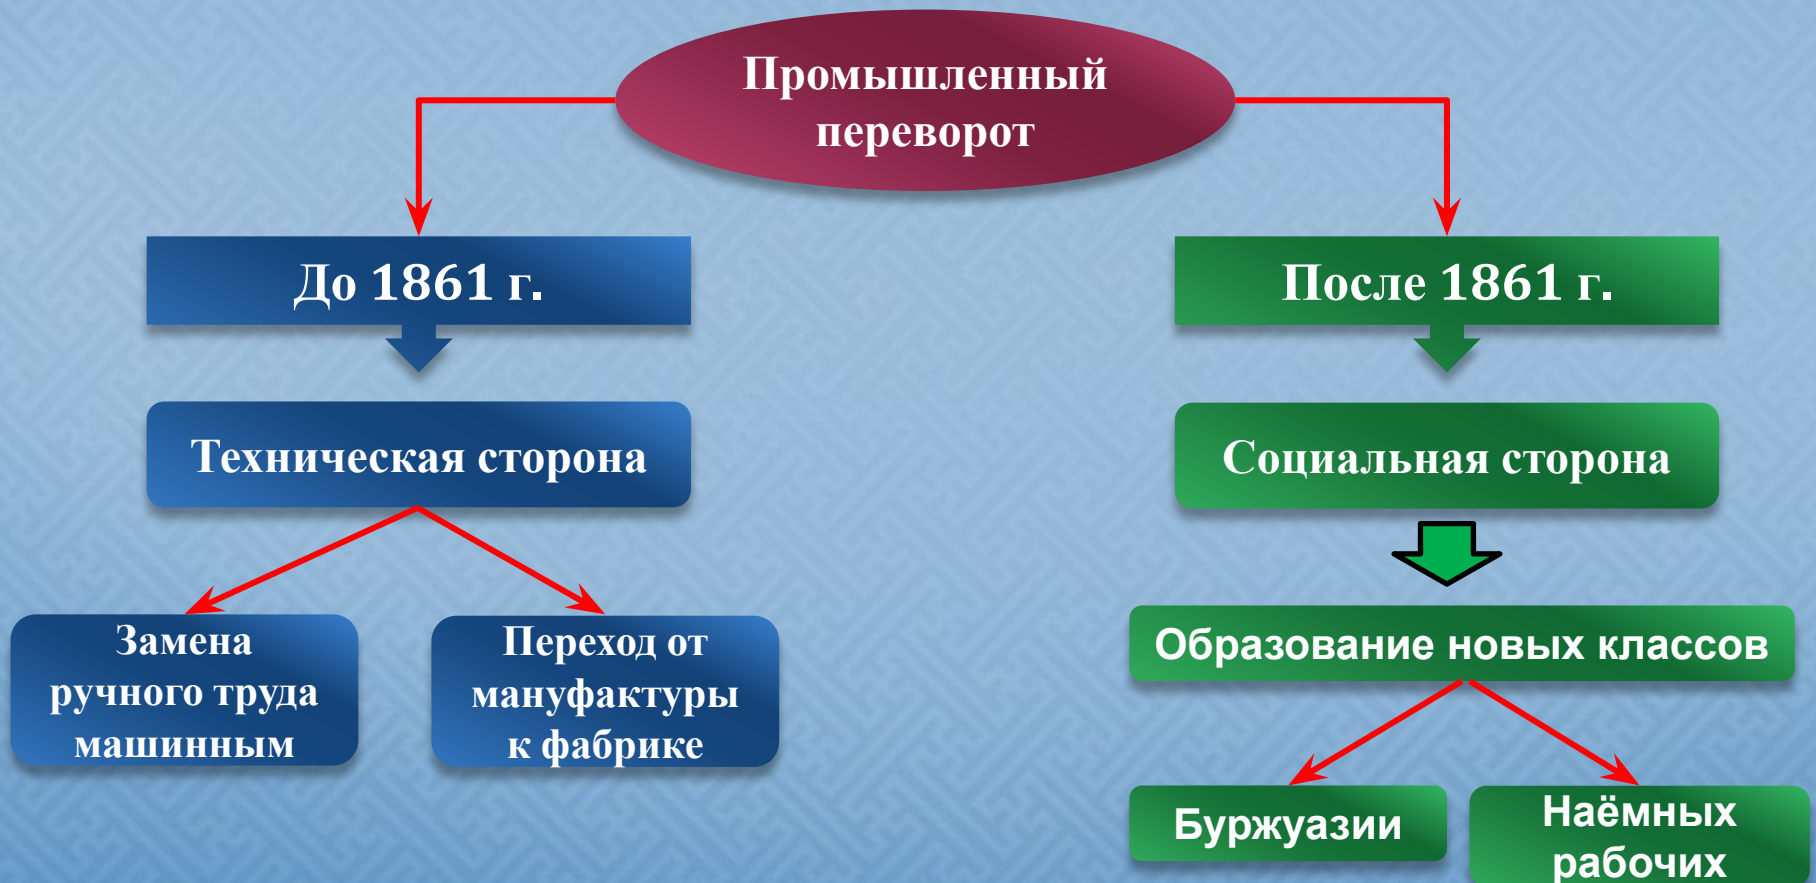 Промышленный
переворот
До 1861 г.
После 1861 г.
Техническая сторона
Социальная сторона
Замена
ручного труда
машинным
Переход от
мануфактуры
к фабрике
Образование новых классов
Буржуазии
Наёмных
рабочих